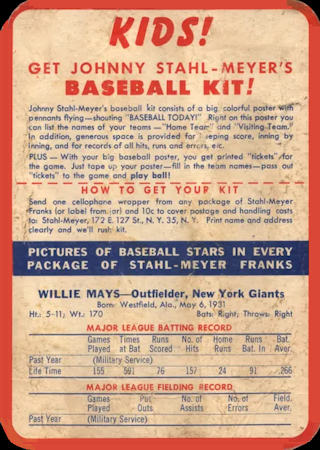 KIDS!
GET JOHNNY STAHL-MEYER'S
BASEBALL KIT!
Johnny Stahl-Meyer's baseball kit consists of a big, colorful poster with
pennants flying—shouting "BASEBALL TODAY!" Right on this poster you
can list the names of your teams—"Home Team" and "Visiting Team."
In addition, generous space is provided for keeping score, inning by
inning, and for records of all hits, runs and errors, etc.
PLUS—With your big baseball poster, you get printed "tickets" for
the game. Just tape up your poster—fill in the team names—pass out
"tickets" to the game and play ball!
HOW TO GET YOUR KIT
Send one cellophane wrapper from any package of Stahl-Meyer
Franks (or label from jar) and 10c to cover postage and handling costs
to: Stahl-Meyer, 172 E. 127 St., N. Y. 35, N. Y. Print name and address
clearly and we'll rush kit.
PICTURES OF BASEBALL STARS IN EVERY
PACKAGE OF STAHL-MEYER FRANKS
WILLIE MAYS—Outfielder, New York Giants
Born: Westfield, Ala., May 6, 1931
Ht.: 5-11; Wt.: 170 Bats: Right; Throws: Right
MAJOR LEAGUE BATTING RECORD
Games Times Runs No. of Home Runs Bat.
Played at Bat Scored Hits Runs Bat. In Aver.
Past Year (Military Service)
Life Time 155 591 76 157 24 91 .266
MAJOR LEAGUE FIELDING RECORD
Games Put No. of No. of Field.
Played Outs Assists Errors Aver.
Past Year (Military Service)